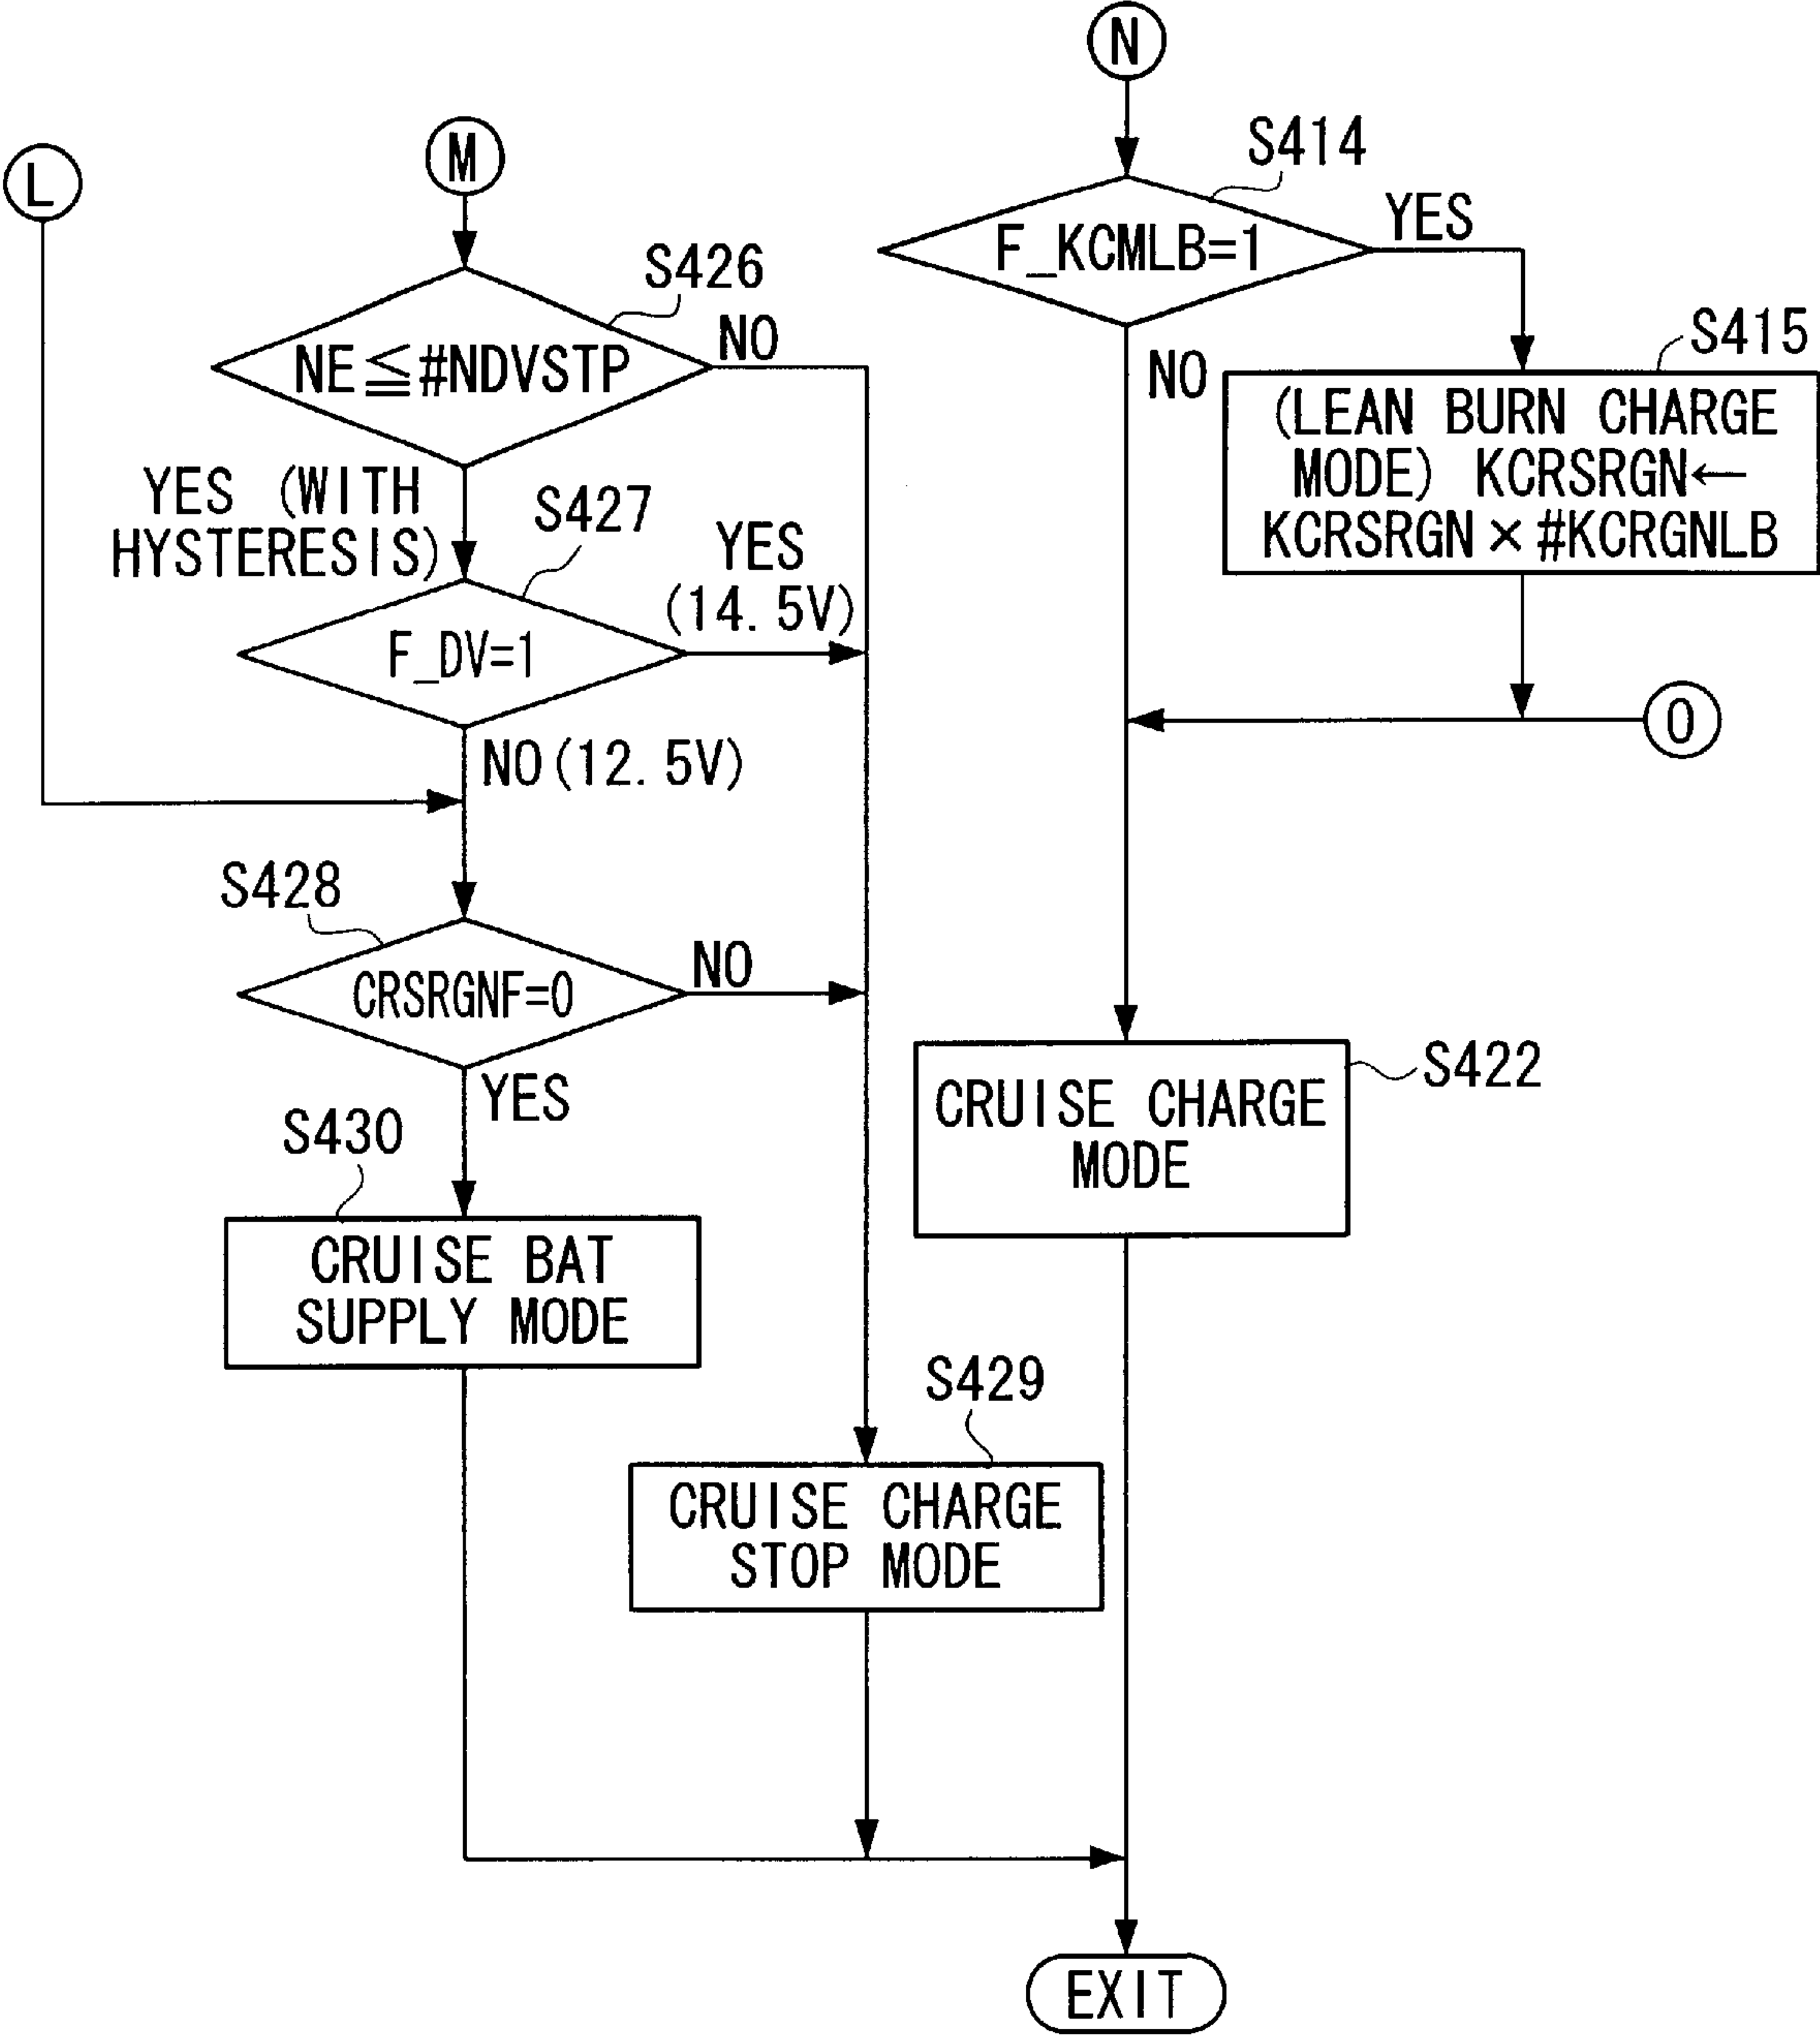 N
M
L
S414
F_KCMLB=1
YES
NO
S426
NE≦#NDVSTP
NO
S415
(LEAN BURN CHARGE
MODE) KCRSRGN←
KCRSRGN×#KCRGNLB
YES (WITH
HYSTERESIS)
S427
YES
(14.5V)
F_DV=1
NO(12.5V)
O
S428
CRSRGNF=0
NO
YES
S422
CRUISE CHARGE
MODE
S430
CRUISE BAT
SUPPLY MODE
S429
CRUISE CHARGE
STOP MODE
EXIT